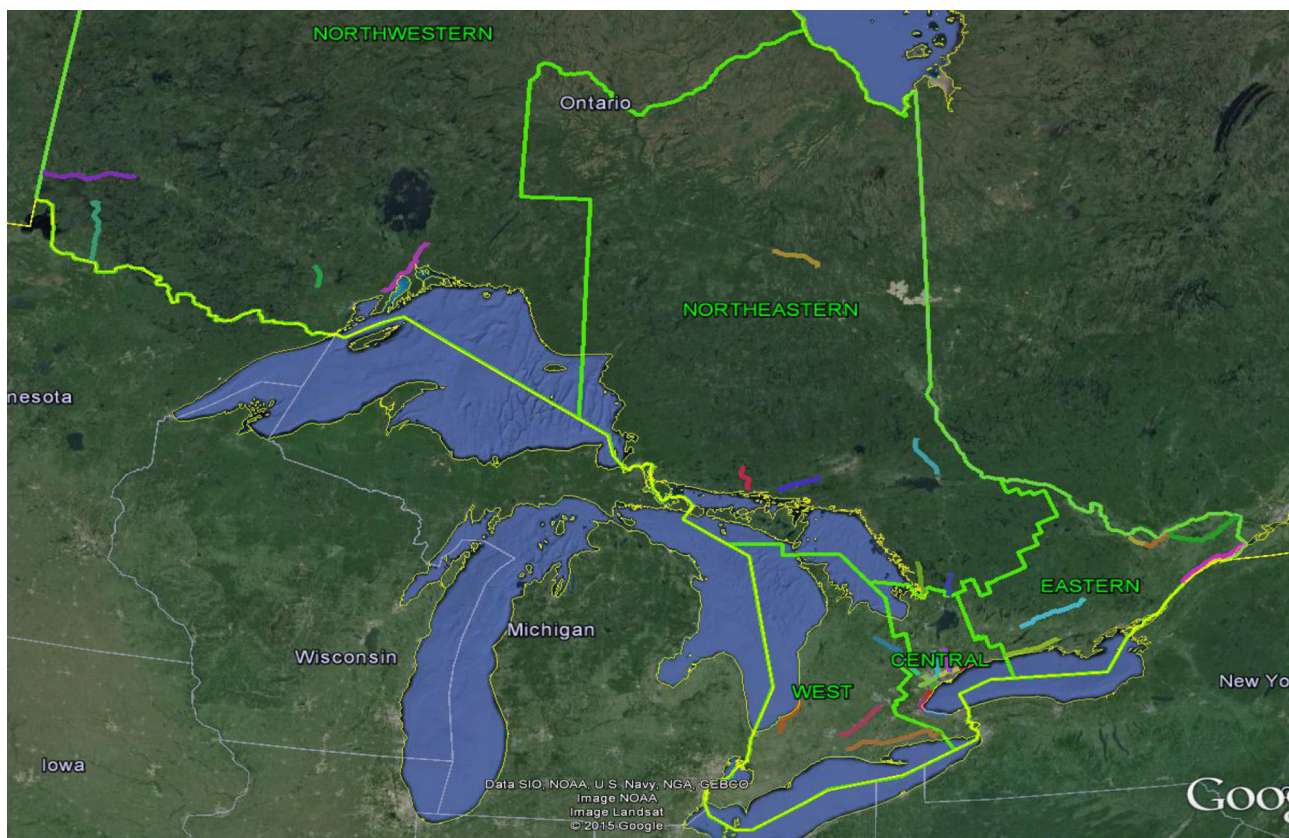 NORTHWESTERN
Ontario
NORTHEASTERN
nesota
EASTERN
Michigan
Wisconsin
CENTRAL
New Yo
WEST
Iowa
Data SIO, NOAA, U.S. Navy, NGA, GEBCO
Image NOAA
Image Landsat
© 2015 Google
Goog